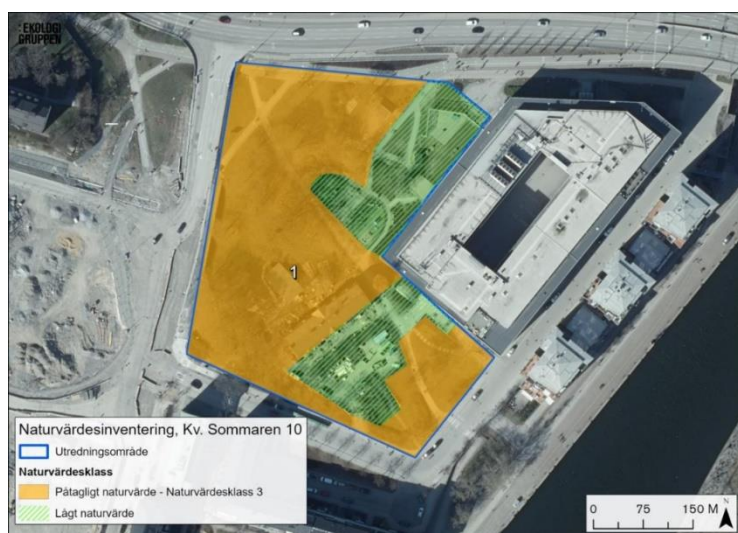 :EKOLOGI
GRUPPEN
1
Naturvärdesinventering, Kv. Sommaren 10
Utredningsområde
Naturvärdesklass
Påtagligt naturvärde - Naturvärdesklass 3
Lågt naturvärde
0 75 150 M
N